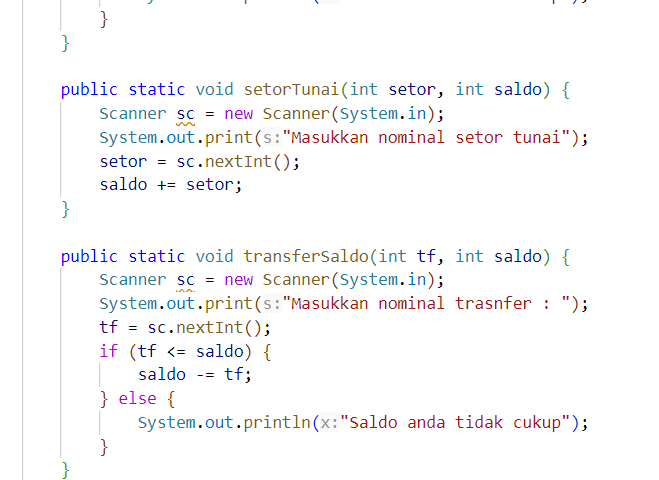 }
}
public static void setorTunai(int setor, int saldo) {
Scanner sc = new Scanner(System.in);
System.out.print(s:"Masukkan nominal setor tunai");
setor = sc.nextInt();
saldo += setor;
}
public static void transferSaldo(int tf, int saldo) {
Scanner sc = new Scanner(System.in);
System.out.print(s:"Masukkan nominal trasnfer : ");
tf = sc.nextInt();
if (tf <= saldo) {
saldo -= tf;
} else {
System.out.println(x:"Saldo anda tidak cukup");
}
}